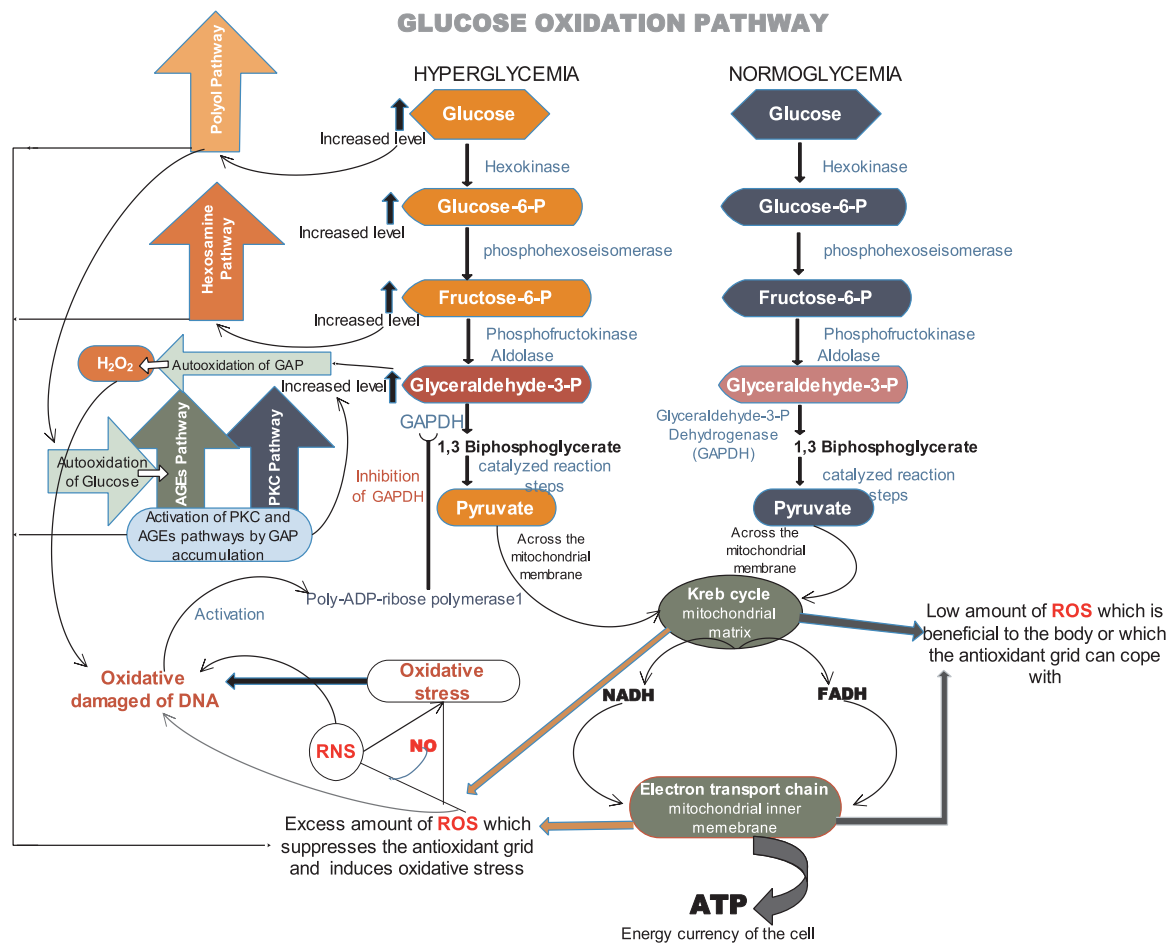 GLUCOSE OXIDATION PATHWAY
HYPERGLYCEMIA
NORMOGLYCEMIA
Polyol Pathway
Glucose
Increased level
Hexokinase
Glucose-6-P
Increased level
phosphohexoseisomerase
Hexosamine
Pathway
Fructose-6-P
Increased level
Phosphofructokinase
Aldolase
H2O2
Autooxidation of GAP
Increased level
Glyceraldehyde-3-P
GAPDH
1,3 Biphosphoglycerate
catalyzed reaction
steps
Pyruvate
Across the
mitochondrial
membrane
Glucose
Hexokinase
Glucose-6-P
phosphohexoseisomerase
Fructose-6-P
Phosphofructokinase
Aldolase
Glyceraldehyde-3-P
Glyceraldehyde-3-P
Dehydrogenase
(GAPDH)
1,3 Biphosphoglycerate
catalyzed reaction
steps
Pyruvate
Across the
mitochondrial
membrane
AGEs Pathway
PKC Pathway
Autooxidation
of Glucose
Inhibition
of GAPDH
Activation of PKC and
AGEs pathways by GAP
accumulation
Activation
Poly-ADP-ribose polymerase1
Kreb cycle
mitochondrial
matrix
Low amount of ROS which is
beneficial to the body or which
the antioxidant grid can cope
with
Oxidative
damaged of DNA
Oxidative
stress
NADH
FADH
RNS
NO
Electron transport chain
mitochondrial inner
memebrane
Excess amount of ROS which
suppresses the antioxidant grid
and induces oxidative stress
ATP
Energy currency of the cell